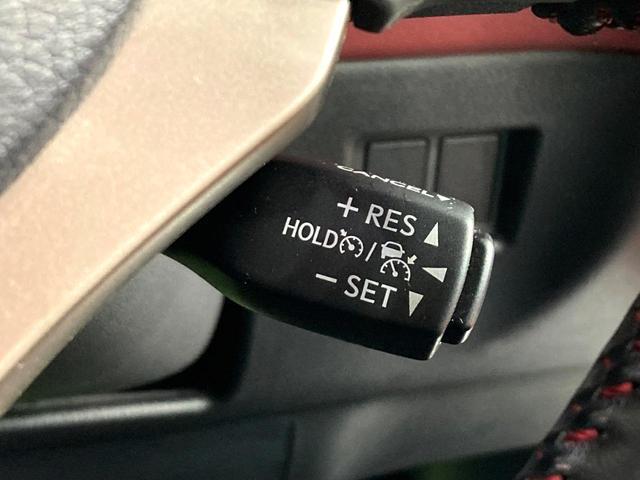 CANCEL
+ RES
HOLD /
- SET